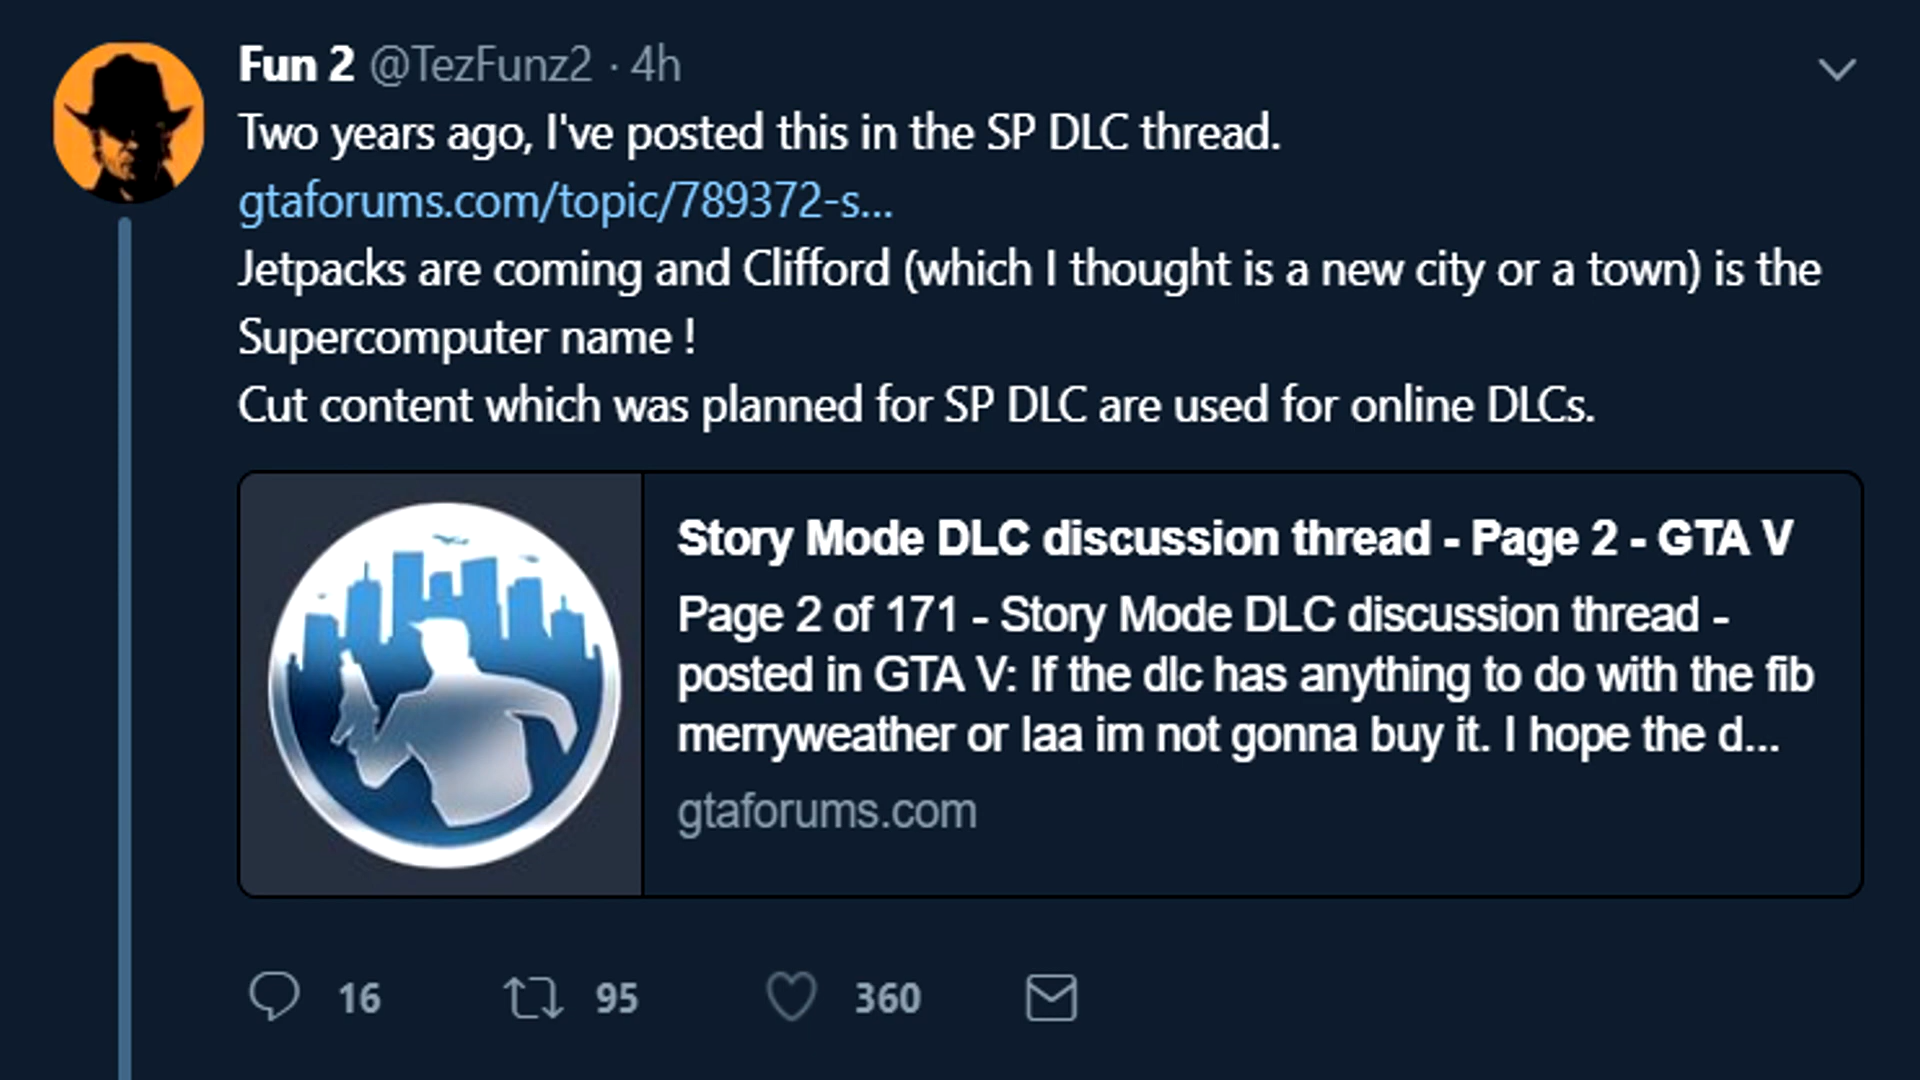 Fun 2 @TezFunz2 · 4h
Two years ago, I've posted this in the SP DLC thread.
gtaforums.com/topic/789372-s...
Jetpacks are coming and Clifford (which I thought is a new city or a town) is the
Supercomputer name !
Cut content which was planned for SP DLC are used for online DLCs.
Story Mode DLC discussion thread - Page 2 - GTA V
Page 2 of 171 - Story Mode DLC discussion thread -
posted in GTA V: If the dlc has anything to do with the fib
merryweather or Iaa im not gonna buy it. I hope the d...
gtaforums.com
16 95 360